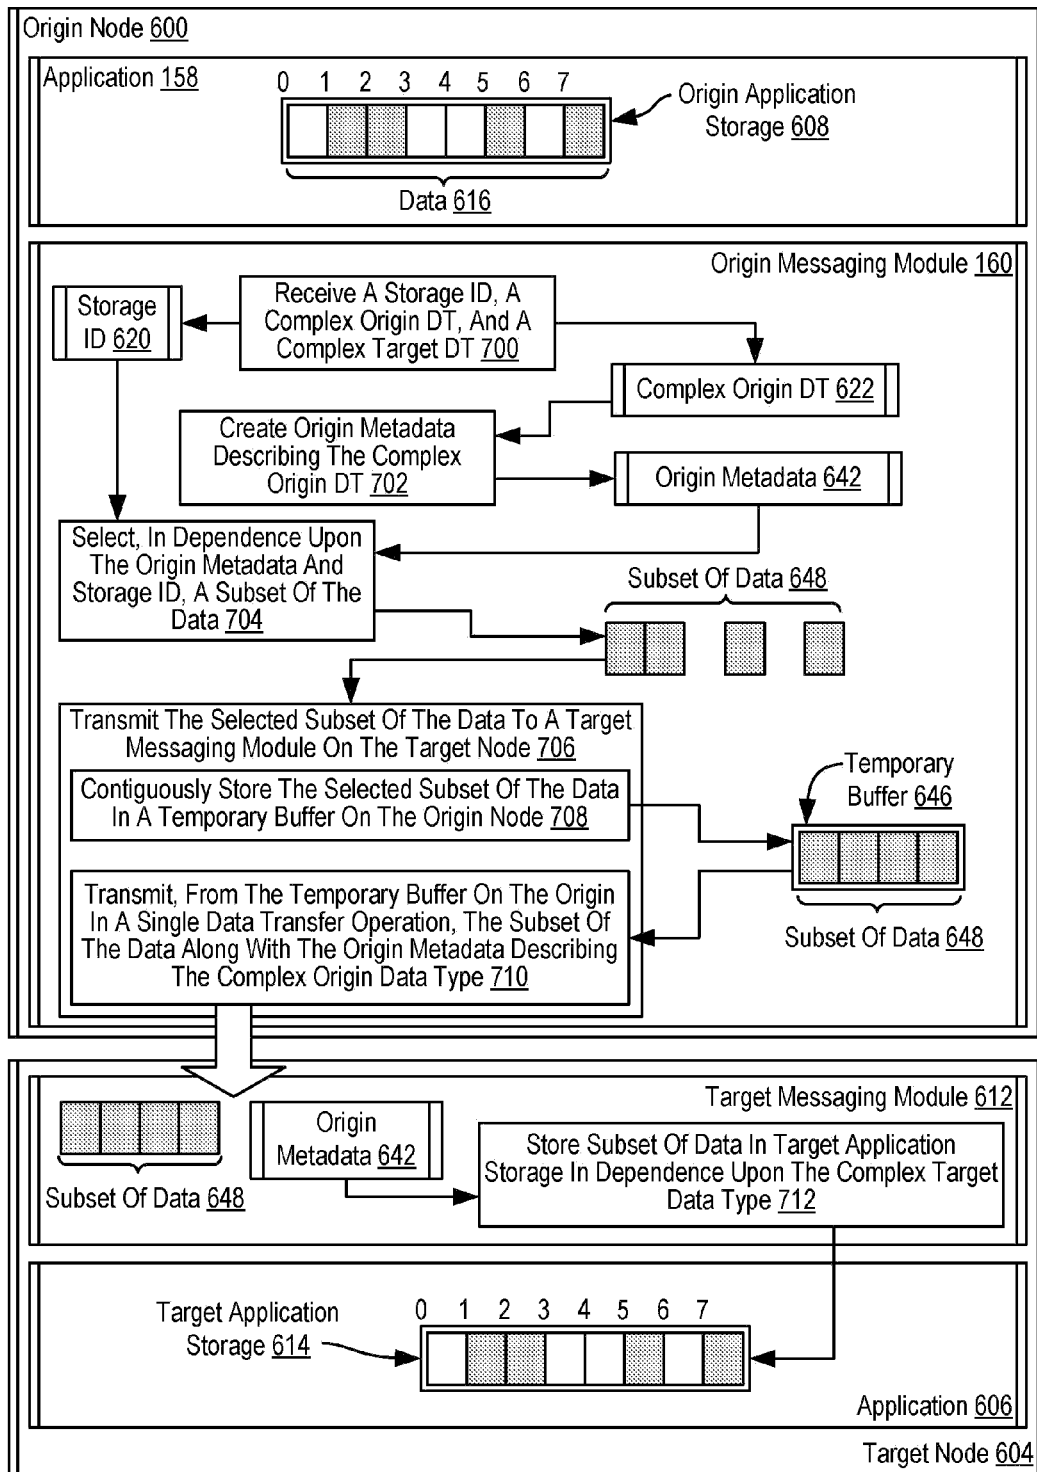 Origin Node 600
Application 158
0 1 2 3 4 5 6 7
Origin Application
Storage 608
Data 616
Origin Messaging Module 160
Storage
ID 620
Receive A Storage ID, A
Complex Origin DT, And A
Complex Target DT 700
Complex Origin DT 622
Create Origin Metadata
Describing The Complex
Origin DT 702
Origin Metadata 642
Select, In Dependence Upon
The Origin Metadata And
Storage ID, A Subset Of The
Data 704
Subset Of Data 648
Transmit The Selected Subset Of The Data To A Target
Messaging Module On The Target Node 706
Contiguously Store The Selected Subset Of The Data
In A Temporary Buffer On The Origin Node 708
Temporary
Buffer 646
Transmit, From The Temporary Buffer On The Origin
In A Single Data Transfer Operation, The Subset Of
The Data Along With The Origin Metadata Describing
The Complex Origin Data Type 710
Subset Of Data 648
Target Messaging Module 612
Subset Of Data 648
Origin
Metadata 642
Store Subset Of Data In Target Application
Storage In Dependence Upon The Complex Target
Data Type 712
Target Application
Storage 614
0 1 2 3 4 5 6 7
Application 606
Target Node 604